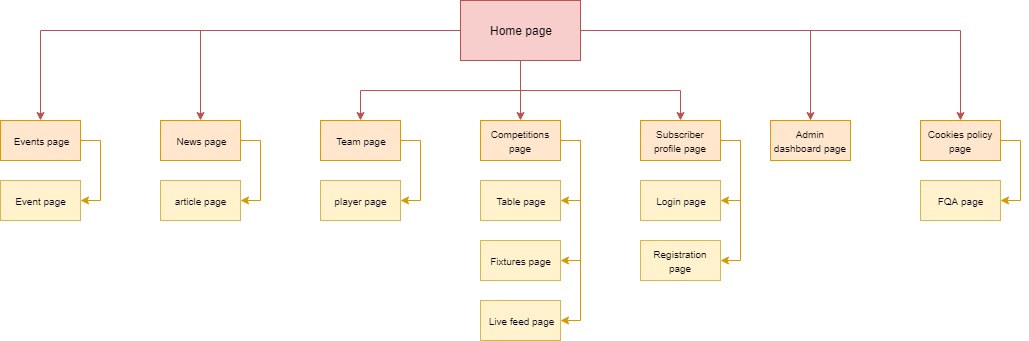 Home page
Events page
News page
Team page
Competitions
page
Subscriber
profile page
Admin
dashboard page
Cookies policy
page
Event page
article page
player page
Table page
Login page
FQA page
Fixtures page
Registration
page
Live feed page